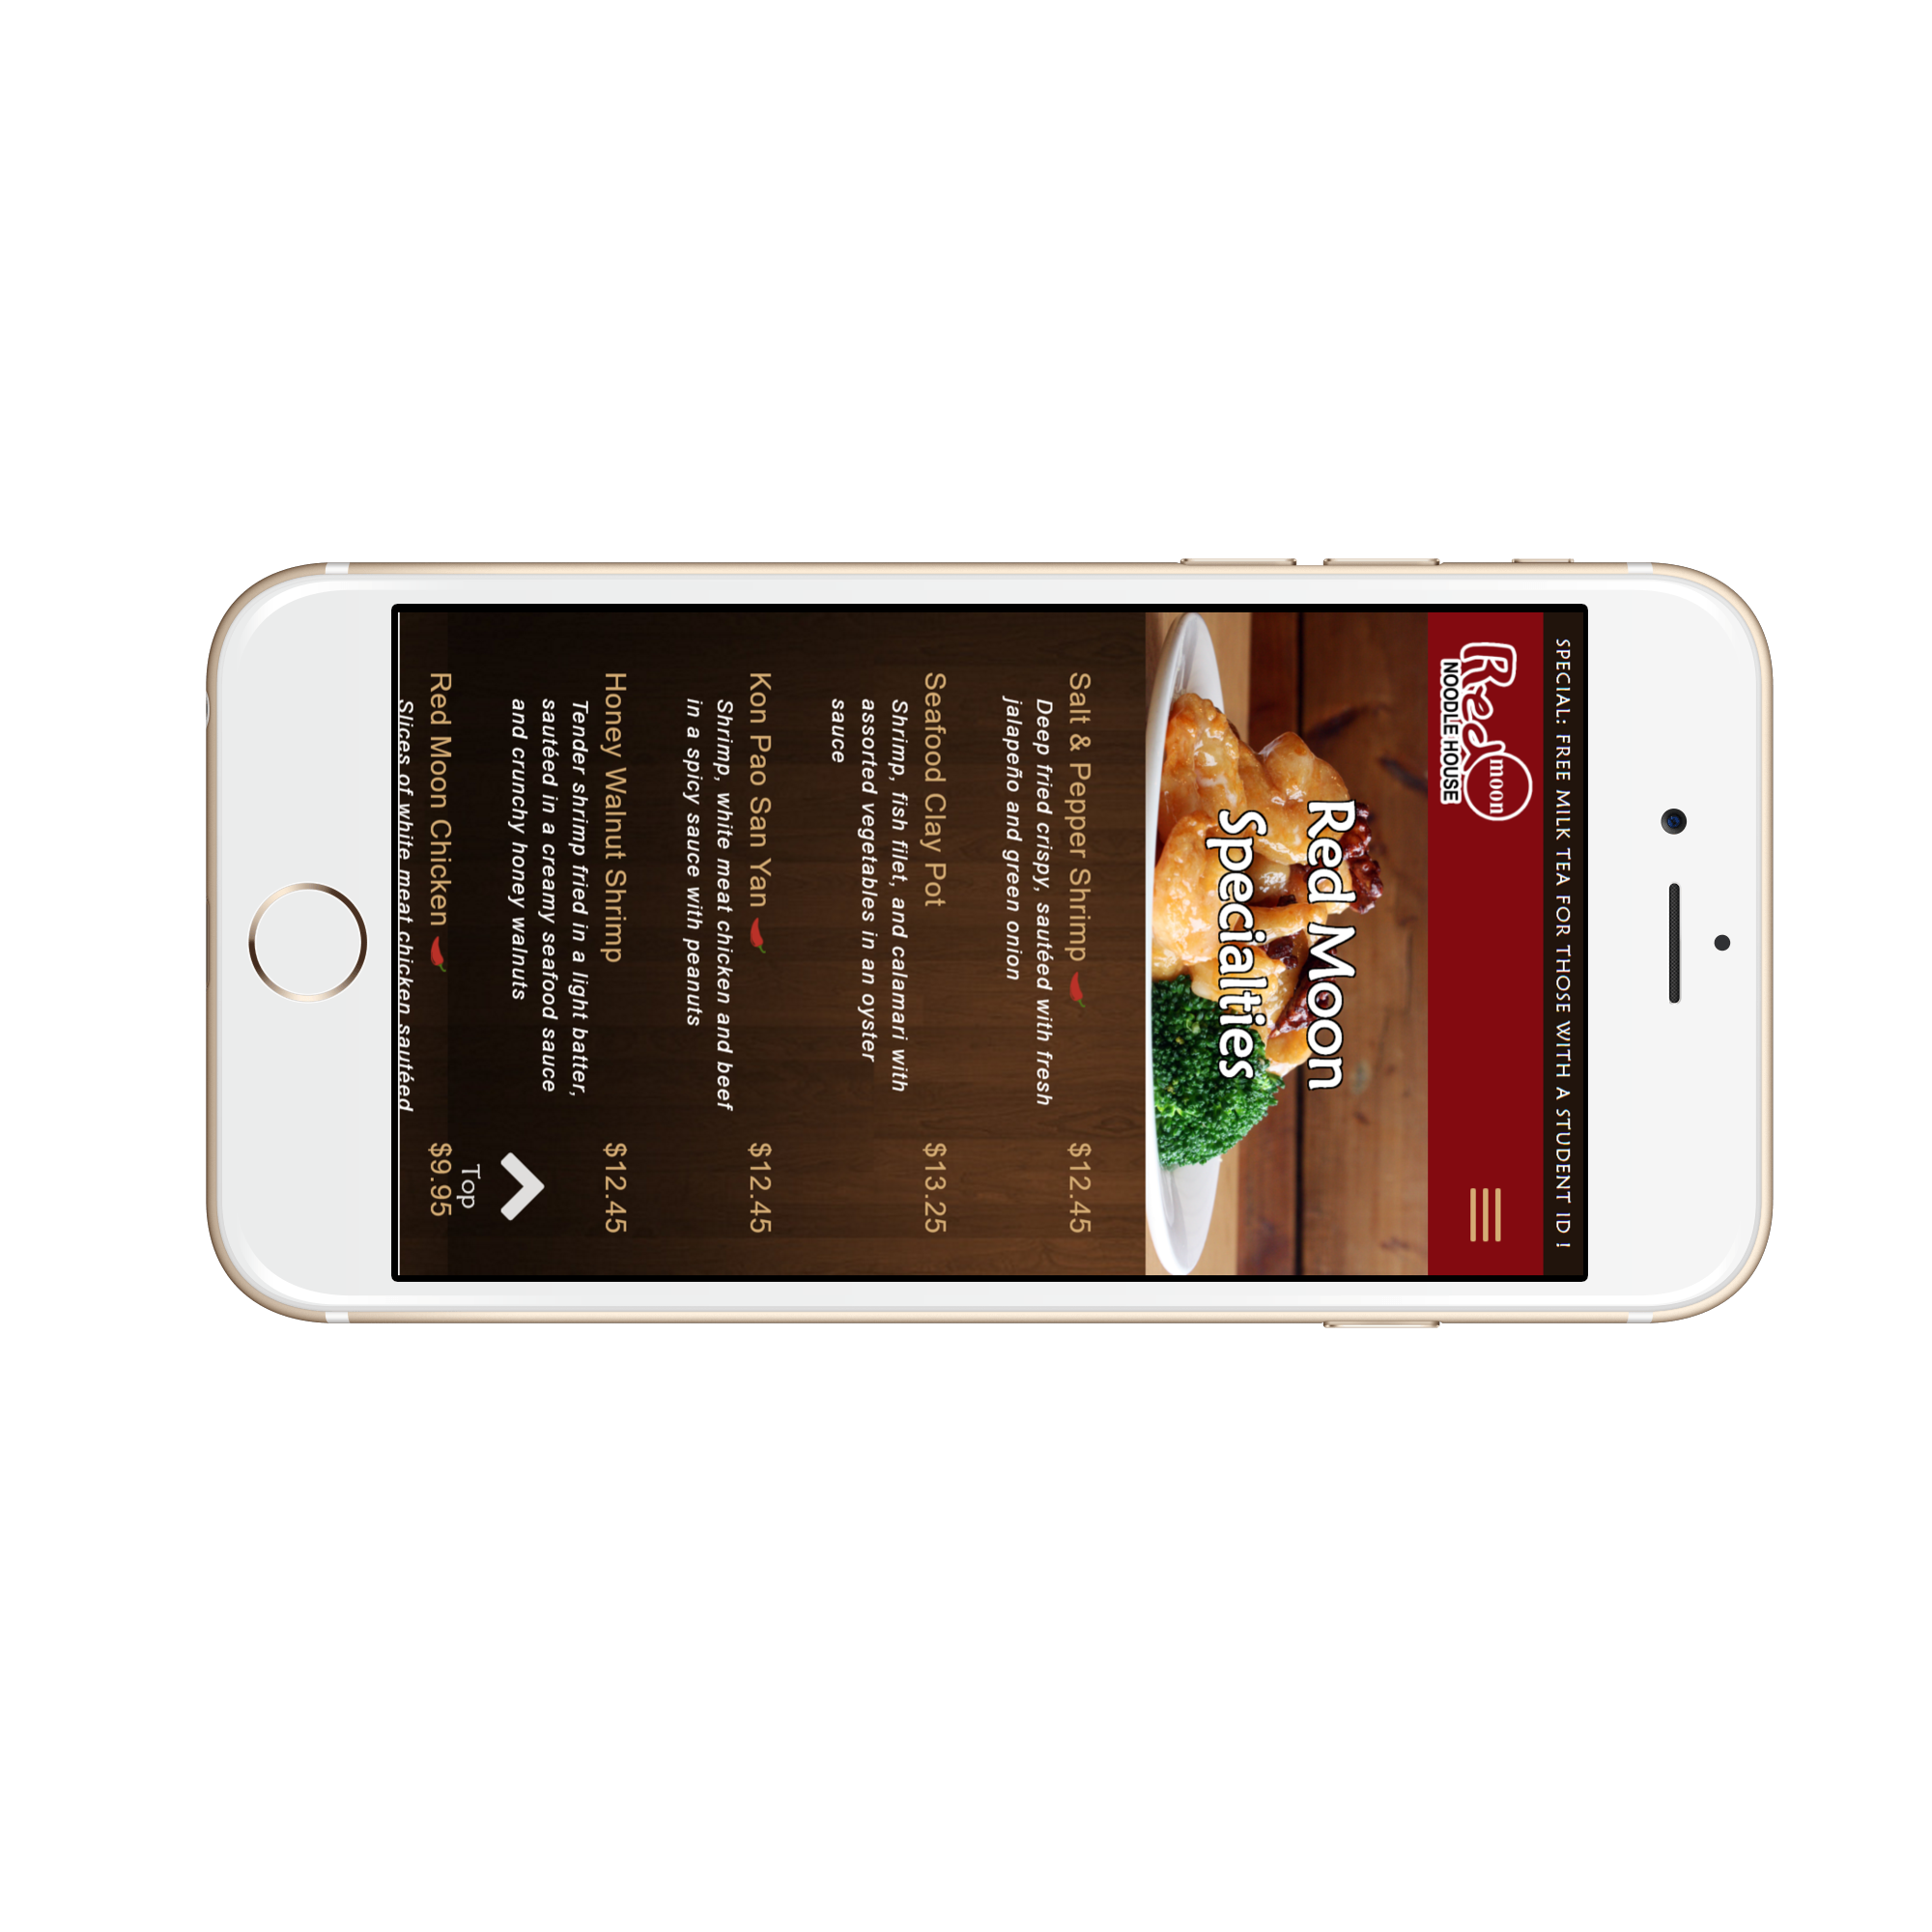 SPECIAL: FREE MILK TEA FOR THOSE WITH A STUDENT ID !
Red moon
NOODLE HOUSE
Red Moon
Specialties
Salt & Pepper Shrimp $12.45
Deep fried crispy, sautéed with fresh
jalapeño and green onion
Seafood Clay Pot $13.25
Shrimp, fish filet, and calamari with
assorted vegetables in an oyster
sauce
Kon Pao San Yan $12.45
Shrimp, white meat chicken and beef
in a spicy sauce with peanuts
Honey Walnut Shrimp $12.45
Tender shrimp fried in a light batter,
sautéed in a creamy seafood sauce
and crunchy honey walnuts
Top
Red Moon Chicken $9.95
Slices of white meat chicken sautéed